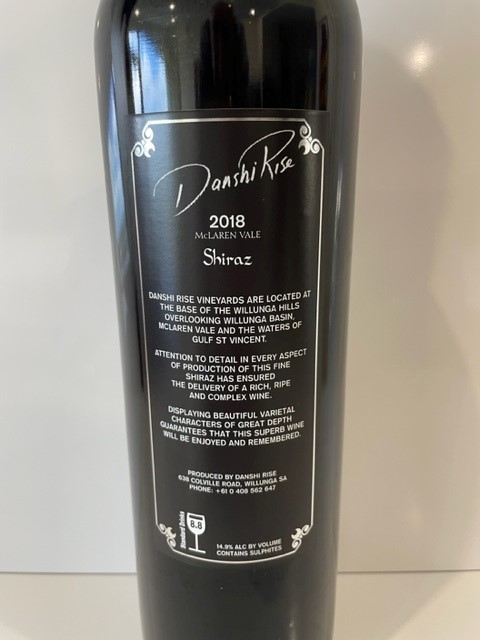 Danshi Rise
2018
McLAREN VALE
Shiraz
DANSHI RISE VINEYARDS ARE LOCATED AT
THE BASE OF THE WILLUNGA HILLS
OVERLOOKING WILLUNGA BASIN,
MCLAREN VALE AND THE WATERS OF
GULF ST VINCENT.
ATTENTION TO DETAIL IN EVERY ASPECT
OF PRODUCTION OF THIS FINE
SHIRAZ HAS ENSURED
THE DELIVERY OF A RICH, RIPE
AND COMPLEX WINE.
DISPLAYING BEAUTIFUL VARIETAL
CHARACTERS OF GREAT DEPTH
GUARANTEES THAT THIS SUPERB WINE
WILL BE ENJOYED AND REMEMBERED.
PRODUCED BY DANSHI RISE
638 COLVILLE ROAD, WILLUNGA SA
PHONE: +61 0 408 562 647
Standard Drinks
8.8
14.9% ALC BY VOLUME
CONTAINS SULPHITES